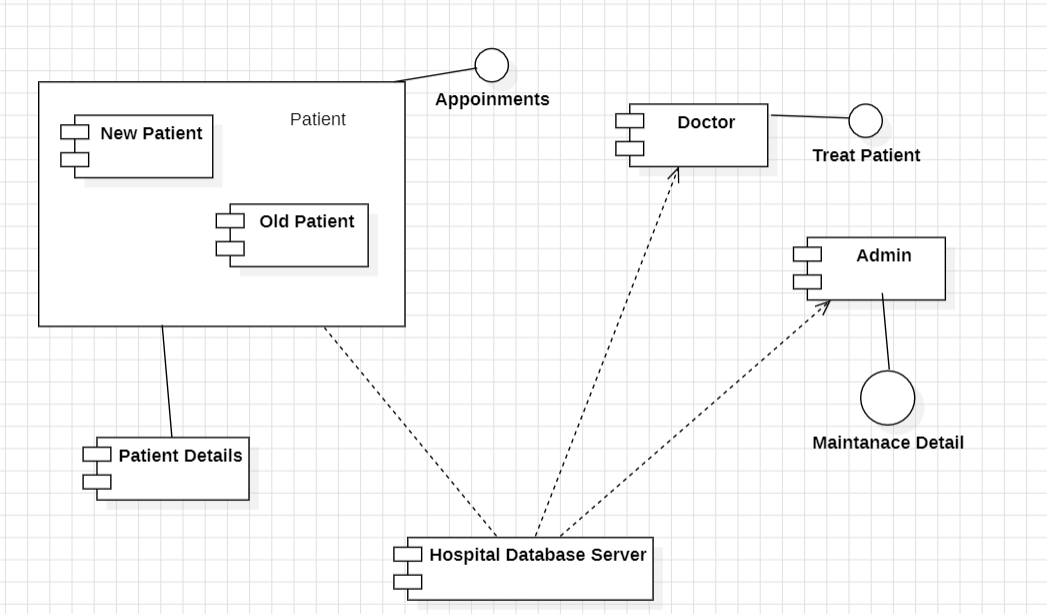 Appoinments
Patient
New Patient
Doctor
Treat Patient
Old Patient
Admin
Maintanace Detail
Patient Details
Hospital Database Server